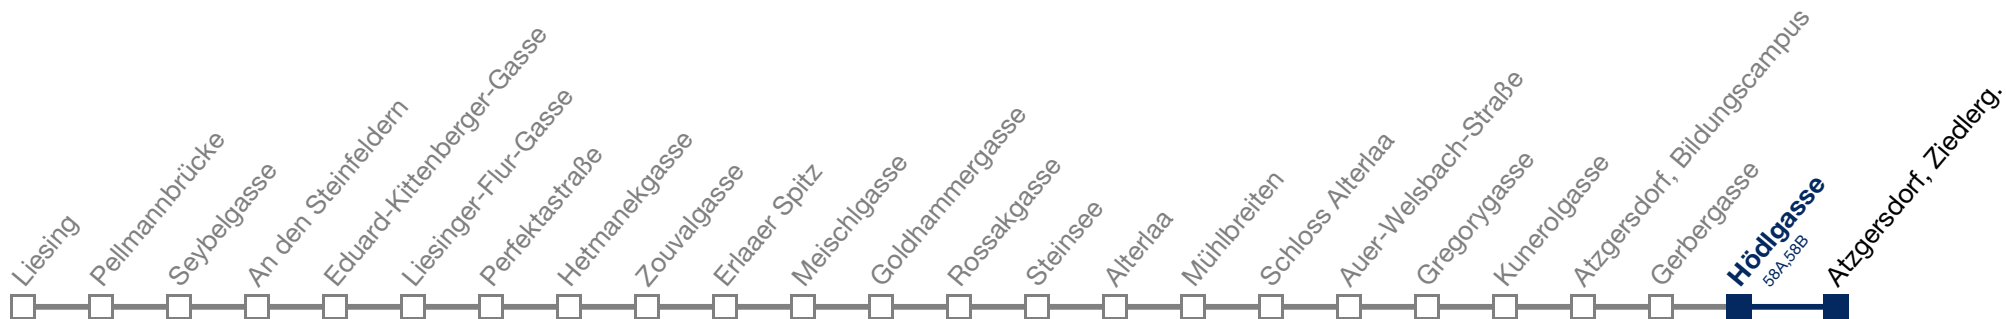 Liesing
Pellmannbrücke
Seybelgasse
An den Steinfeldern
Eduard-Kittenberger-Gasse
Liesinger-Flur-Gasse
Perfektastraße
Hetmanekgasse
Zouvalgasse
Erlaaer Spitz
Meischlgasse
Goldhammergasse
Rossakgasse
Steinsee
Alterlaa
Mühlbreiten
Schloss Alterlaa
Auer-Welsbach-Straße
Gregorygasse
Kunerolgasse
Atzgersdorf, Bildungscampus
Gerbergasse
Hödlgasse
58A,58B
Atzgersdorf, Ziedlerg.